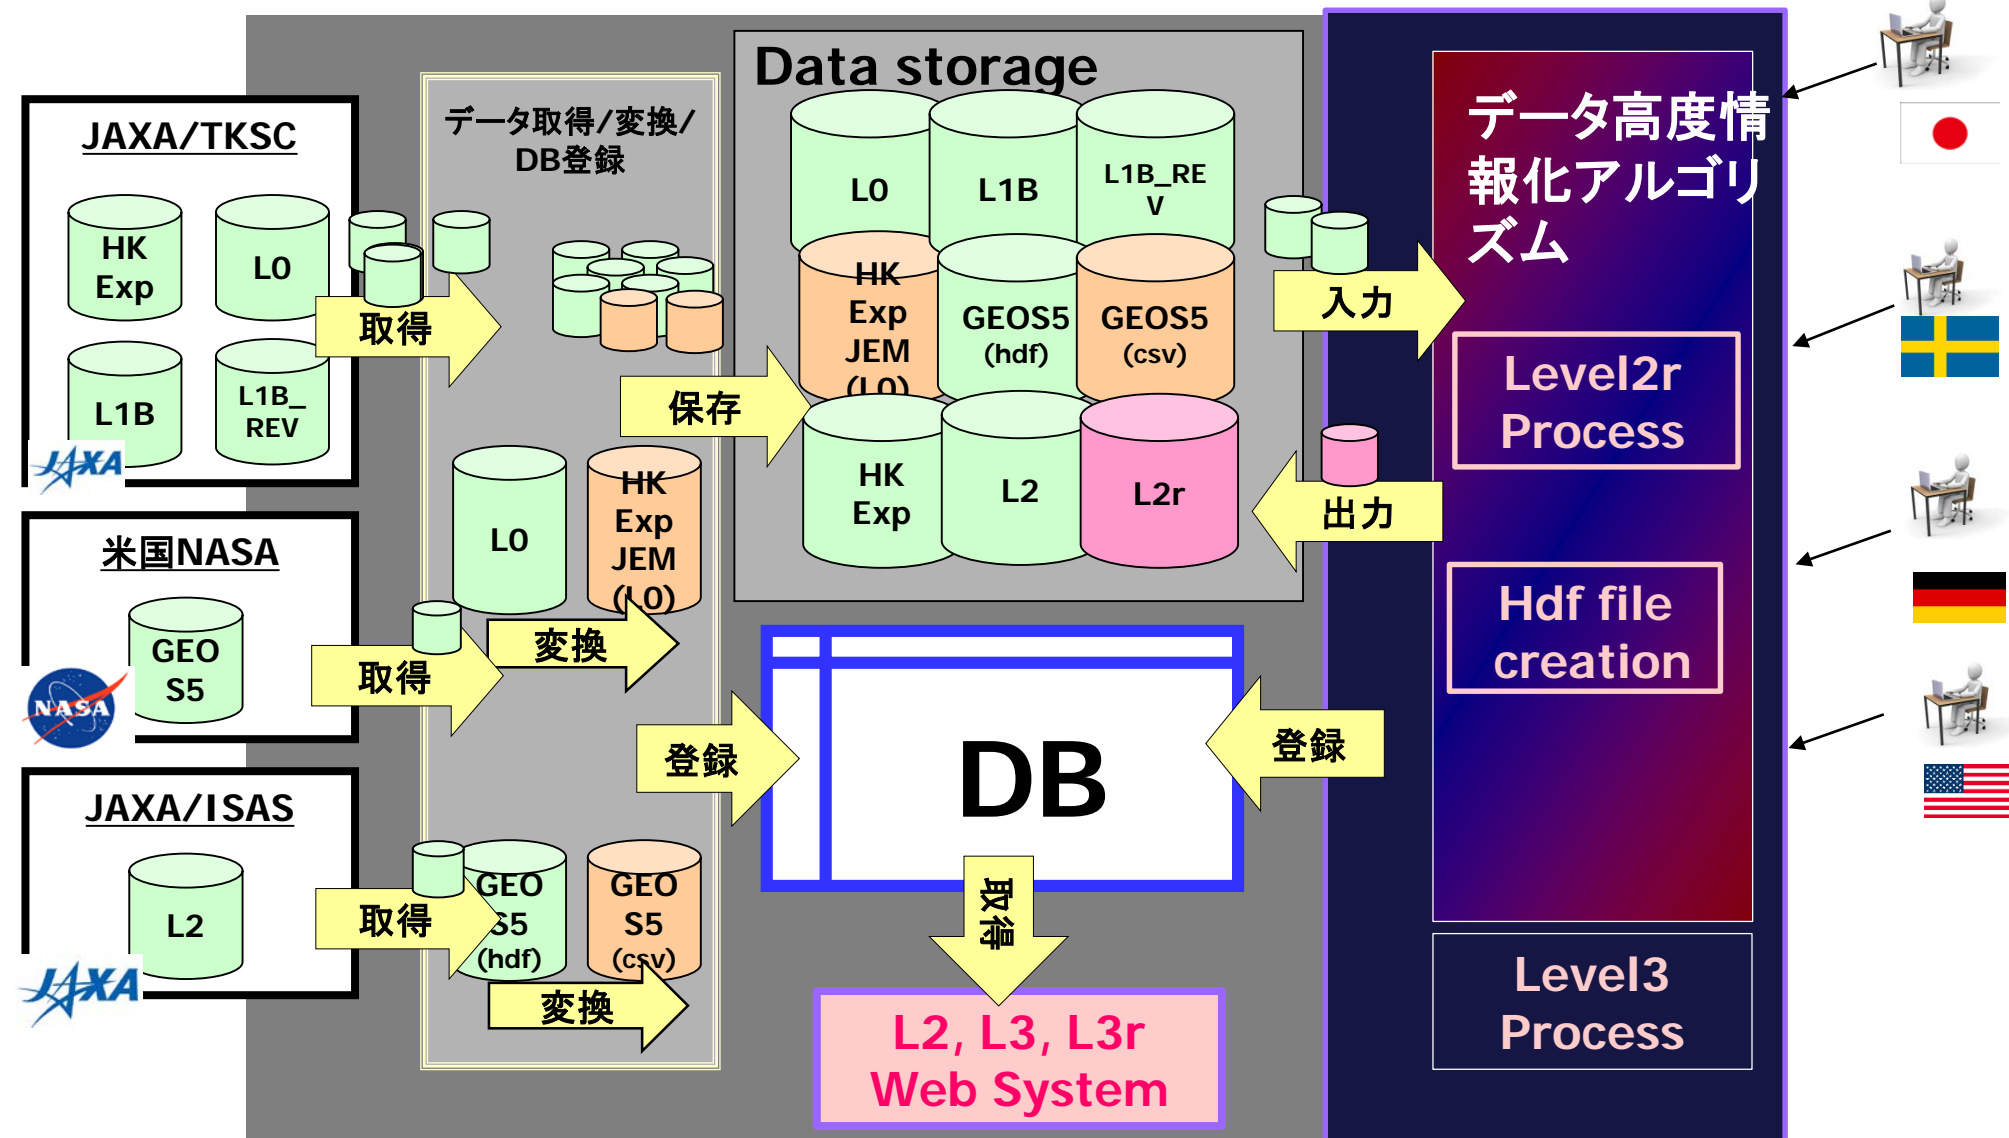 JAXA/TKSC
HK
Exp
L0
L1B
L1B_
REV
JAXA
取得
米国NASA
GEO
S5
NASA
取得
JAXA/ISAS
L2
JAXA
取得
データ取得/変換/
DB登録
保存
L0
HK
Exp
JEM
(L0)
変換
登録
GEO
S5
(hdf)
GEO
S5
(csv)
変換
Data storage
L0
L1B
L1B_RE
V
HK
Exp
JEM
(L0)
GEOS5
(hdf)
GEOS5
(csv)
HK
Exp
L2
L2r
入力
出力
DB
登録
取得
L2, L3, L3r
Web System
データ高度情
報化アルゴリ
ズム
Level2r
Process
Hdf file
creation
Level3
Process